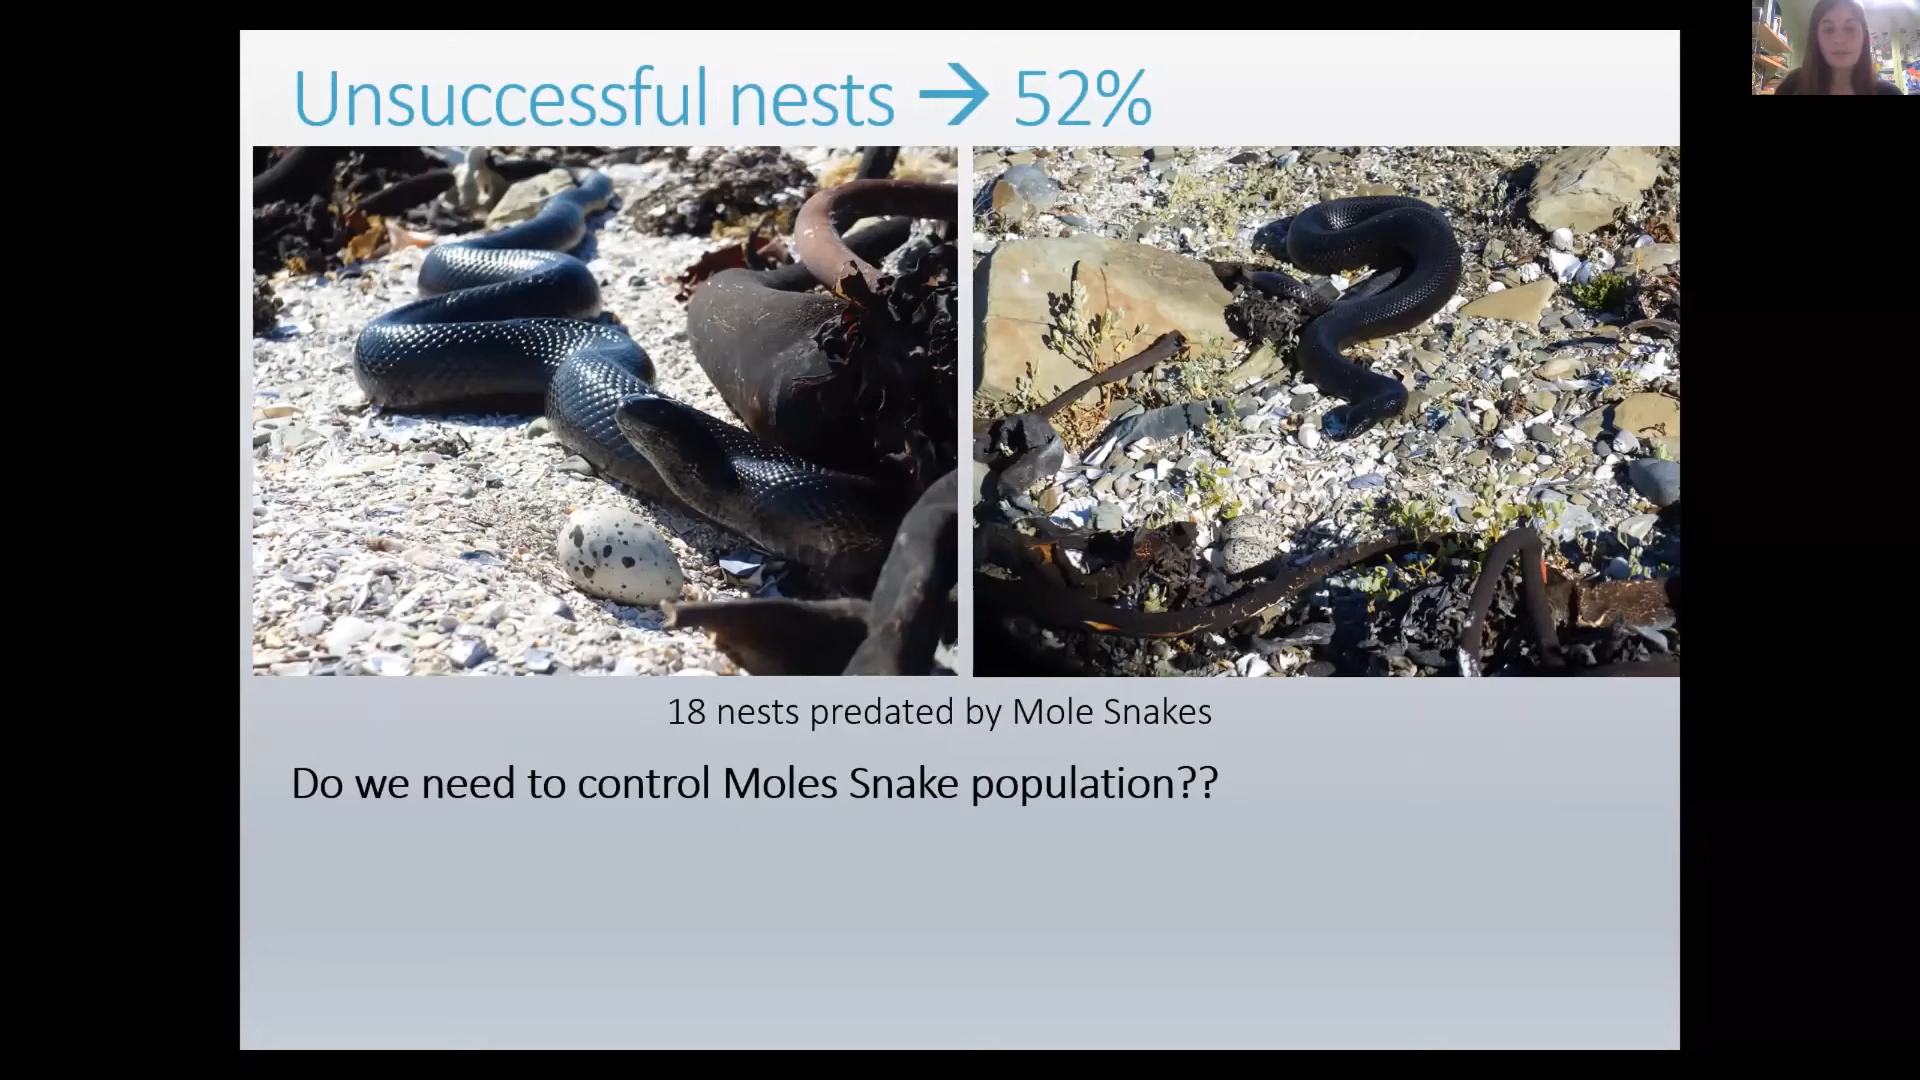 Unsuccessful nests → 52%
18 nests predated by Mole Snakes
Do we need to control Moles Snake population??